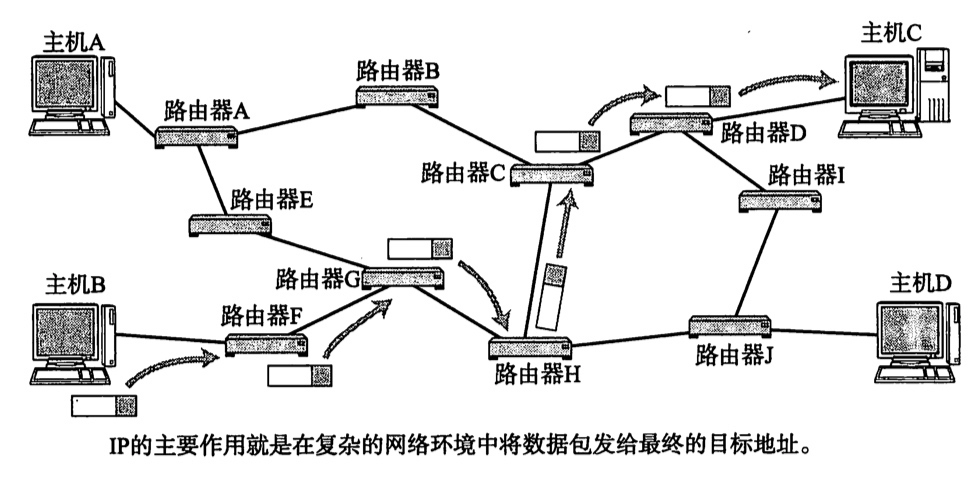 主机A
主机C
路由器B
路由器A
路由器D
路由器C
路由器I
路由器E
路由器G
主机B
主机D
路由器F
路由器H
路由器J
IP的主要作用就是在复杂的网络环境中将数据包发给最终的目标地址。